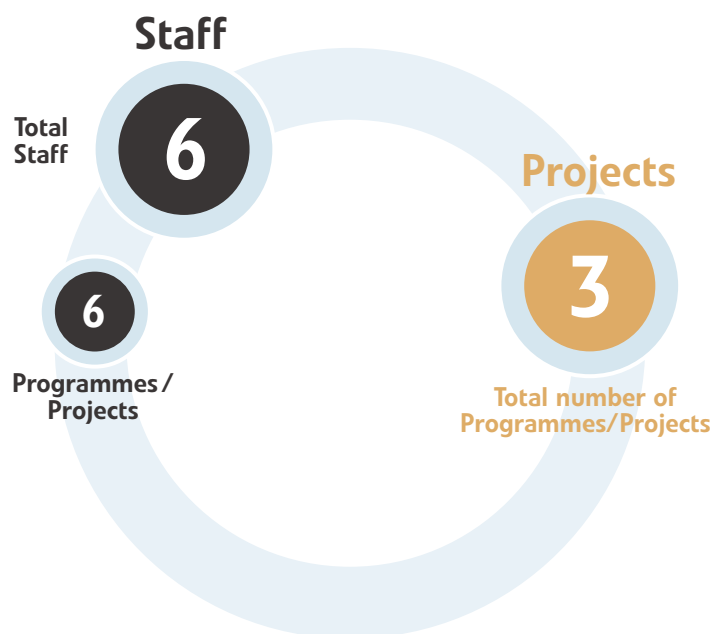 Staff
Total
Staff
6
6
Programmes/
Projects
Projects
3
Total number of
Programmes/Projects